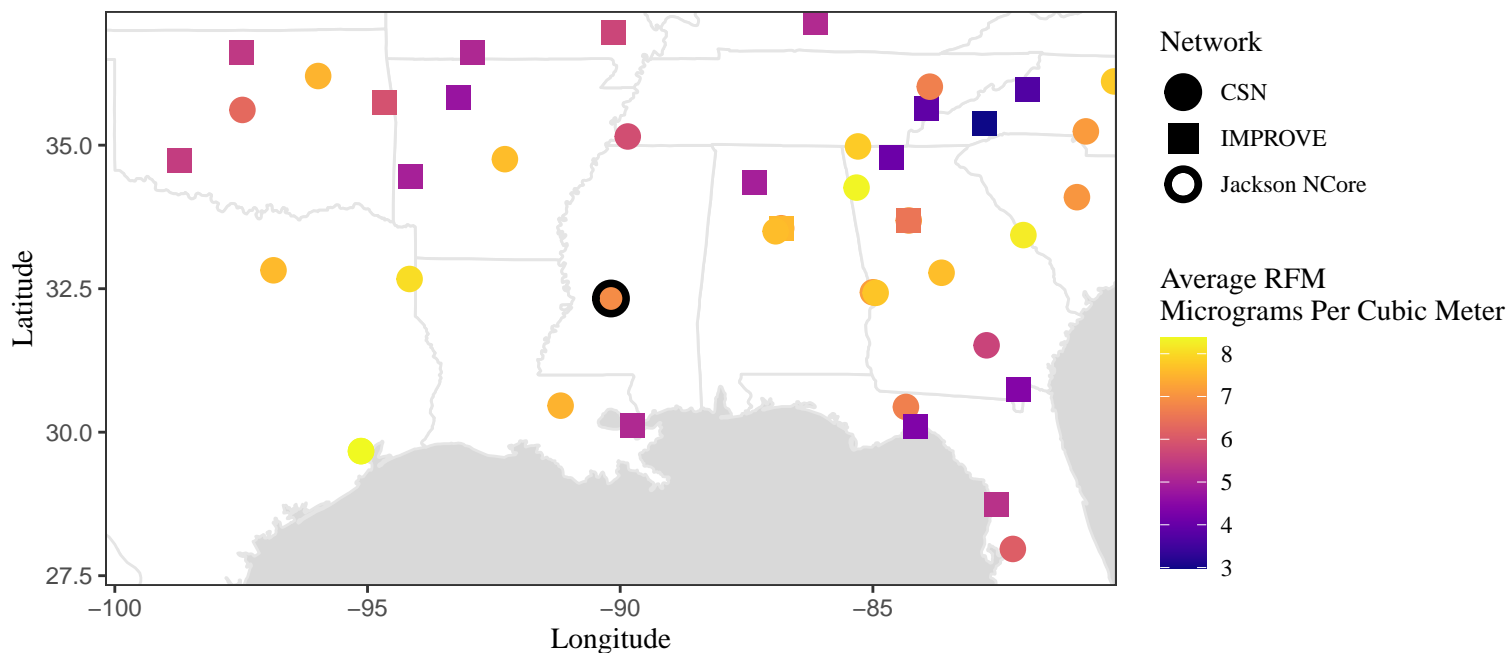 35.0
32.5
30.0
27.5
Latitude
−100
−95
−90
−85
Longitude
Network
CSN
IMPROVE
Jackson NCore
Average RFM
Micrograms Per Cubic Meter
8
7
6
5
4
3